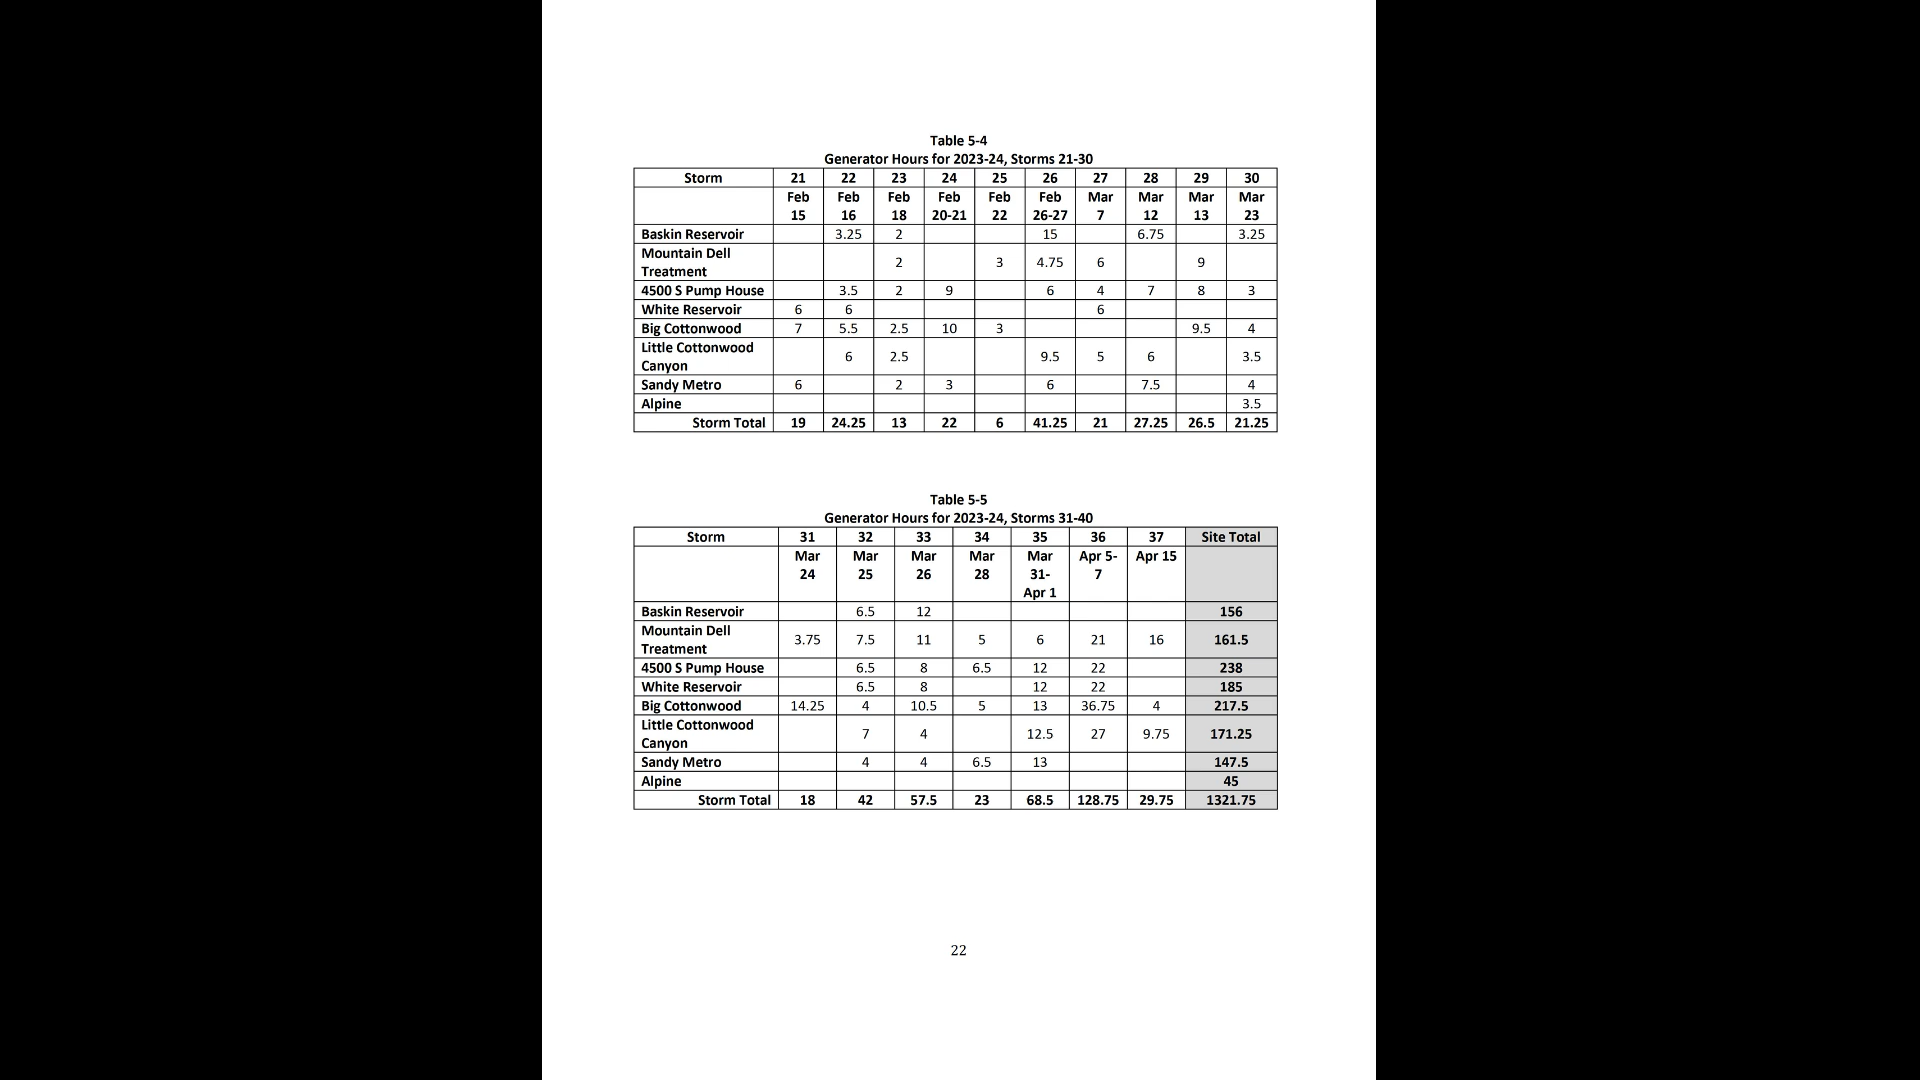 Table 5-4
Generator Hours for 2023-24, Storms 21-30
Storm 21 22 23 24 25 26 27 28 29 30
Feb 15 Feb 16 Feb 18 Feb 20-21 Feb 22 Feb 26-27 Mar 7 Mar 12 Mar 13 Mar 23
Baskin Reservoir 3.25 2 15 6.75 3.25
Mountain Dell Treatment 2 3 4.75 6 9
4500 S Pump House 3.5 2 9 6 4 7 8 3
White Reservoir 6 6 6
Big Cottonwood 7 5.5 2.5 10 3 9.5 4
Little Cottonwood Canyon 6 2.5 9.5 5 6 3.5
Sandy Metro 6 2 3 6 7.5 4
Alpine 3.5
Storm Total 19 24.25 13 22 6 41.25 21 27.25 26.5 21.25
Table 5-5
Generator Hours for 2023-24, Storms 31-40
Storm 31 32 33 34 35 36 37 Site Total
Mar 24 Mar 25 Mar 26 Mar 28 Mar 31-Apr 1 Apr 5-7 Apr 15
Baskin Reservoir 6.5 12 156
Mountain Dell Treatment 3.75 7.5 11 5 6 21 16 161.5
4500 S Pump House 6.5 8 6.5 12 22 238
White Reservoir 6.5 8 12 22 185
Big Cottonwood 14.25 4 10.5 5 13 36.75 4 217.5
Little Cottonwood Canyon 7 4 12.5 27 9.75 171.25
Sandy Metro 4 4 6.5 13 147.5
Alpine 45
Storm Total 18 42 57.5 23 68.5 128.75 29.75 1321.75
22